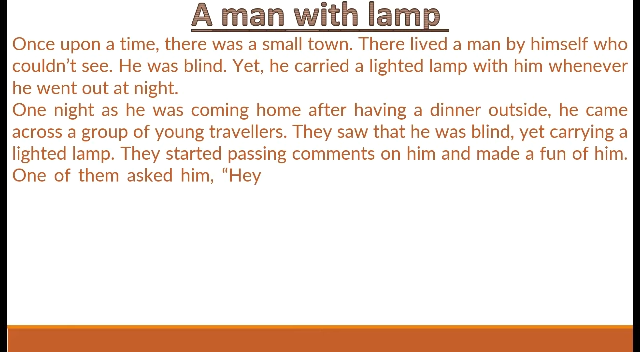 A man with lamp
Once upon a time, there was a small town. There lived a man by himself who
couldn't see. He was blind. Yet, he carried a lighted lamp with him whenever
he went out at night.
One night as he was coming home after having a dinner outside, he came
across a group of young travellers. They saw that he was blind, yet carrying a
lighted lamp. They started passing comments on him and made a fun of him.
One of them asked him, “Hey